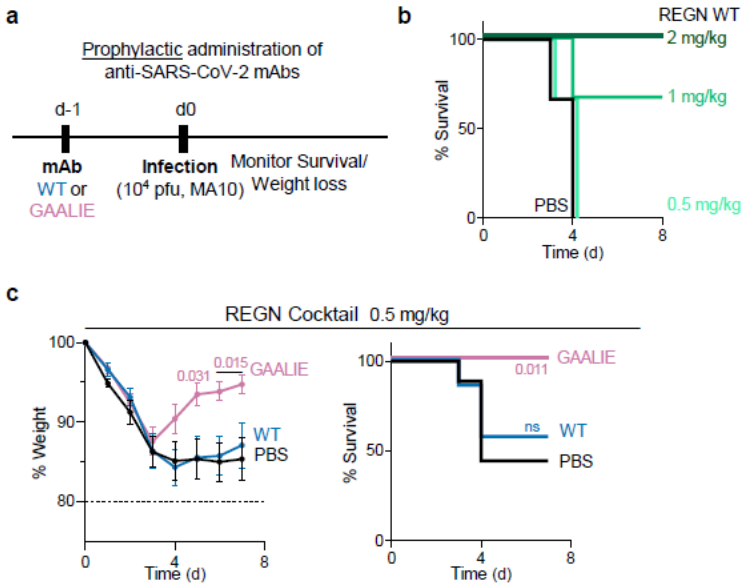 a
Prophylactic administration of
anti-SARS-CoV-2 mAbs
d-1
d0
mAb
WT or
GAALIE
Infection
(10⁴ pfu, MA10)
Monitor Survival/
Weight loss
b
REGN WT
100
50
0
% Survival
2 mg/kg
1 mg/kg
0.5 mg/kg
PBS
0
4
8
Time (d)
c
REGN Cocktail 0.5 mg/kg
100
90
80
% Weight
0.031
0.015
GAALIE
WT
PBS
0
4
8
Time (d)
100
50
0
% Survival
GAALIE
0.011
ns
WT
PBS
0
4
8
Time (d)